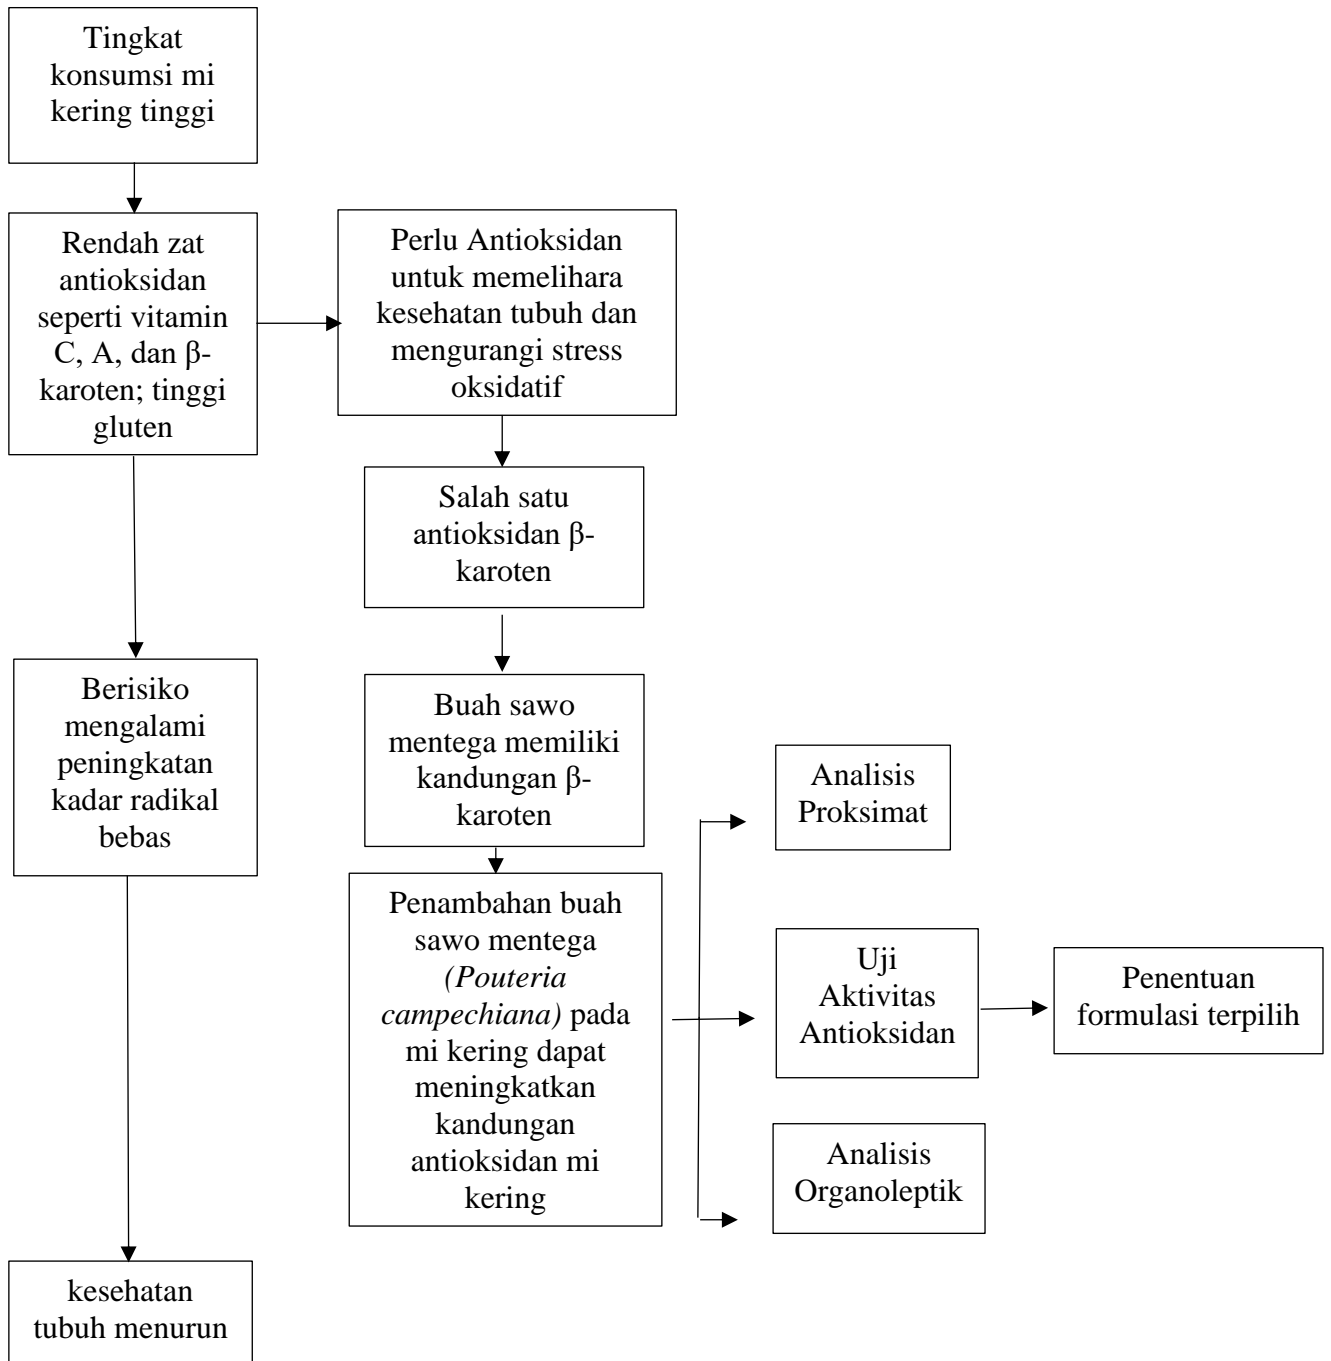 Tingkat
konsumsi mi
kering tinggi
Rendah zat
antioksidan
seperti vitamin
C, A, dan β-
karoten; tinggi
gluten
Perlu Antioksidan
untuk memelihara
kesehatan tubuh dan
mengurangi stress
oksidatif
Salah satu
antioksidan β-
karoten
Berisiko
mengalami
peningkatan
kadar radikal
bebas
Buah sawo
mentega memiliki
kandungan β-
karoten
Analisis
Proksimat
Penambahan buah
sawo mentega
(Pouteria
campechiana) pada
mi kering dapat
meningkatkan
kandungan
antioksidan mi
kering
Uji
Aktivitas
Antioksidan
Penentuan
formulasi terpilih
Analisis
Organoleptik
kesehatan
tubuh menurun